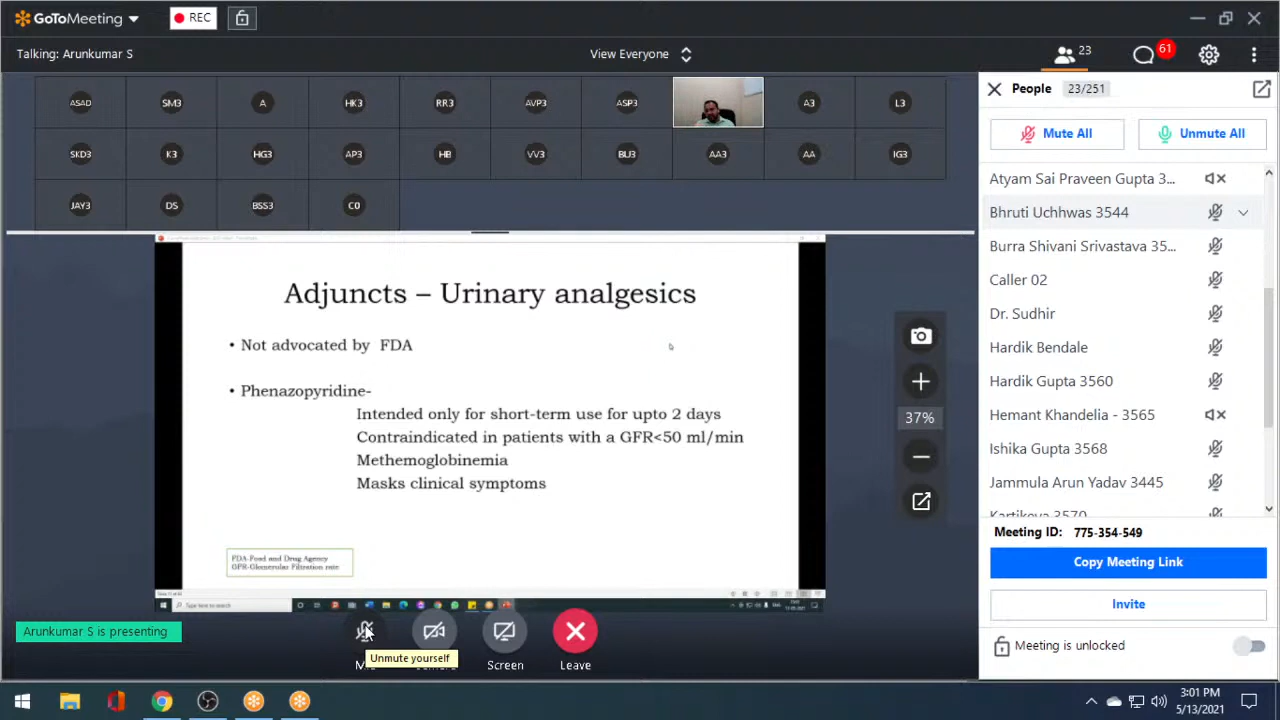 GoToMeeting
REC
Talking: Arunkumar S
View Everyone
23
61
ASAD
SM3
A
HK3
RR3
AVP3
ASP3
A3
L3
SKD3
K3
HG3
AP3
HB
VV3
BU3
AA3
AA
IG3
JAY3
DS
BSS3
C0
Adjuncts – Urinary analgesics
• Not advocated by FDA
• Phenazopyridine-
Intended only for short-term use for upto 2 days
Contraindicated in patients with a GFR<50 ml/min
Methemoglobinemia
Masks clinical symptoms
FDA-Food and Drug Agency
GFR-Glomerular Filtration rate
Type here to search
37%
Arunkumar S is presenting
Unmute yourself
Screen
Leave
People
23/251
Mute All
Unmute All
Atyam Sai Praveen Gupta 3...
Bhruti Uchhwas 3544
Burra Shivani Srivastava 35...
Caller 02
Dr. Sudhir
Hardik Bendale
Hardik Gupta 3560
Hemant Khandelia - 3565
Ishika Gupta 3568
Jammula Arun Yadav 3445
Kartikeya 3570
Meeting ID: 775-354-549
Copy Meeting Link
Invite
Meeting is unlocked
3:01 PM
5/13/2021